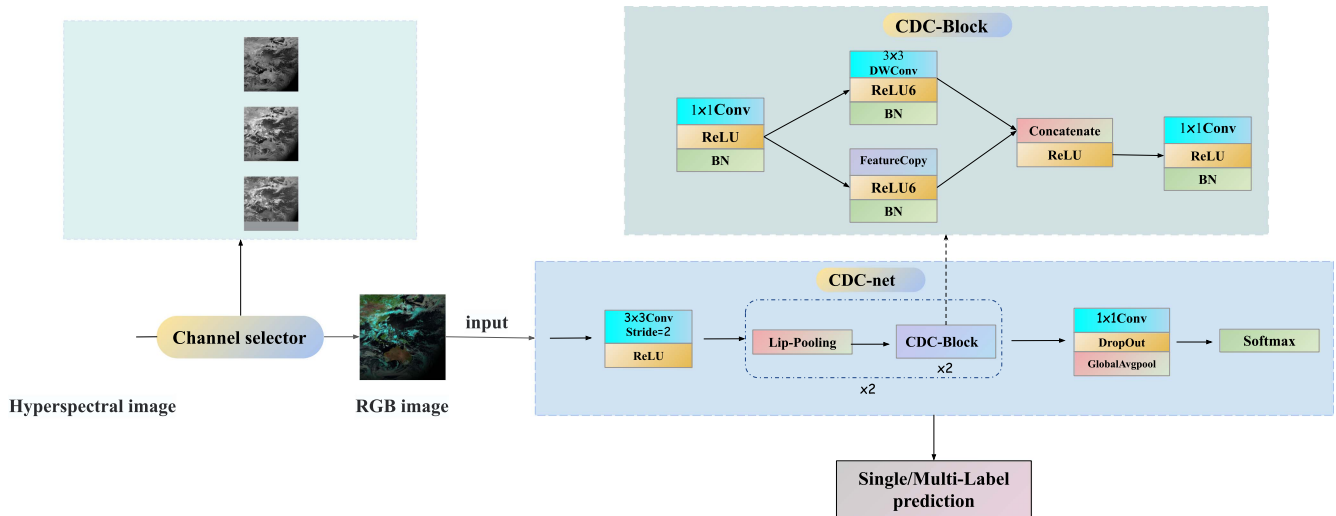 CDC-Block
3×3
DWConv
ReLU6
BN
1×1Conv
ReLU
BN
FeatureCopy
ReLU6
BN
Concatenate
ReLU
1×1Conv
ReLU
BN
CDC-net
Channel selector
input
3×3Conv
Stride=2
ReLU
Lip-Pooling
CDC-Block
×2
×2
1×1Conv
DropOut
GlobalAvgpool
Softmax
Hyperspectral image
RGB image
Single/Multi-Label
prediction